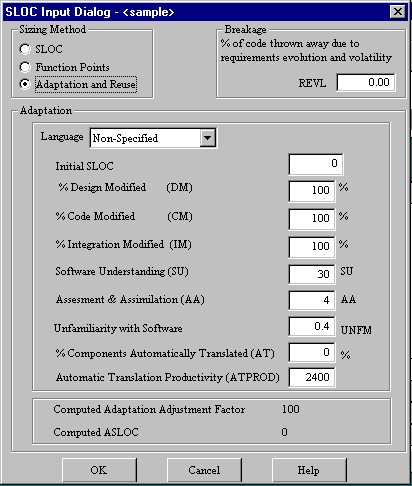 SLOC Input Dialog - <sample>
Sizing Method
SLOC
Function Points
Adaptation and Reuse
Breakage
% of code thrown away due to
requirements evolution and volatility
REVL 0.00
Adaptation
Language Non-Specified
Initial SLOC 0
% Design Modified (DM) 100 %
% Code Modified (CM) 100 %
% Integration Modified (IM) 100 %
Software Understanding (SU) 30 SU
Assesment & Assimilation (AA) 4 AA
Unfamiliarity with Software 0.4 UNFM
% Components Automatically Translated (AT) 0 %
Automatic Translation Productivity (ATPROD) 2400
Computed Adaptation Adjustment Factor 100
Computed ASLOC 0
OK Cancel Help